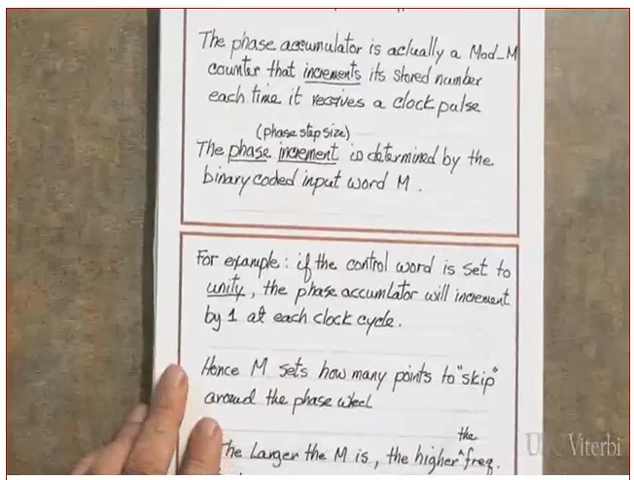 The phase accumulator is actually a Mod_M
counter that increments its stored number
each time it receives a clock pulse
(phase step size)
The phase increment is determined by the
binary coded input word M.
For example: if the control word is set to
unity, the phase accumlator will increment
by 1 at each clock cycle.
Hence M sets how many points to "skip"
around the phase wheel
the
he Larger the M is, the higher ^ freq.
Viterbi